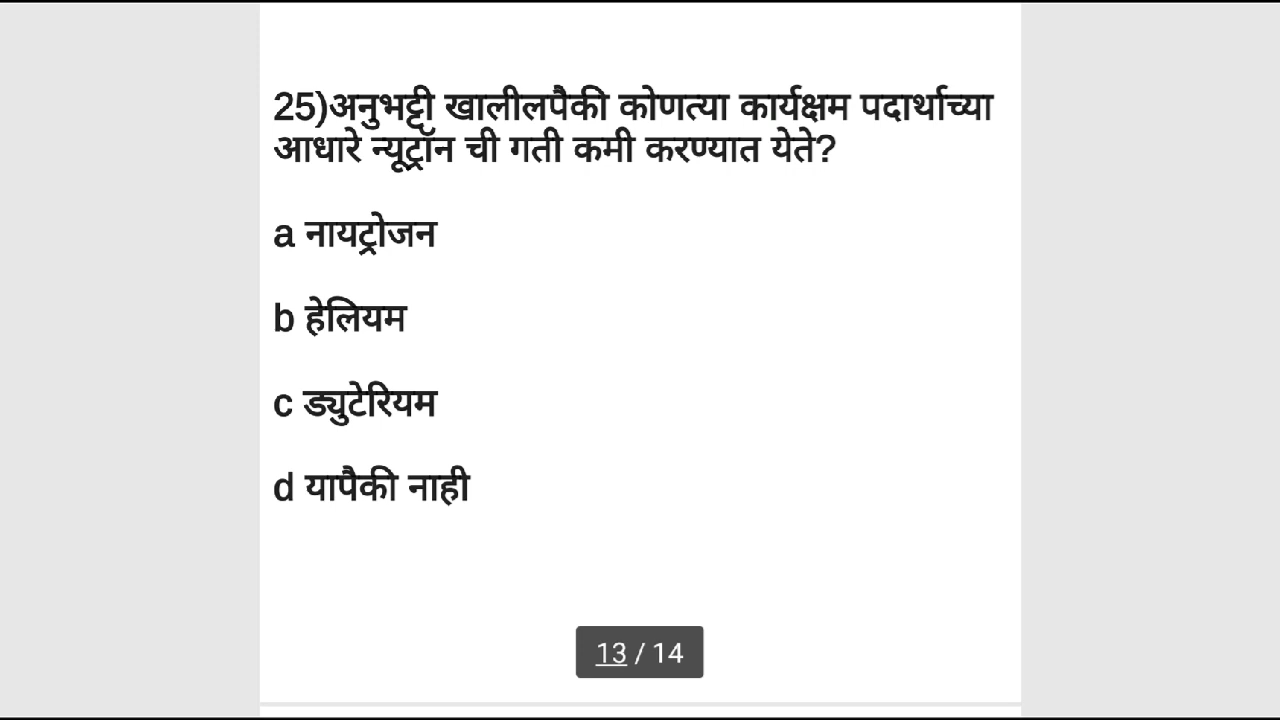 25)अनुभट्टी खालीलपैकी कोणत्या कार्यक्षम पदार्थाच्या
आधारे न्यूट्रॉन ची गती कमी करण्यात येते?
a नायट्रोजन
b हेलियम
c ड्युटेरियम
d यापैकी नाही
13 / 14